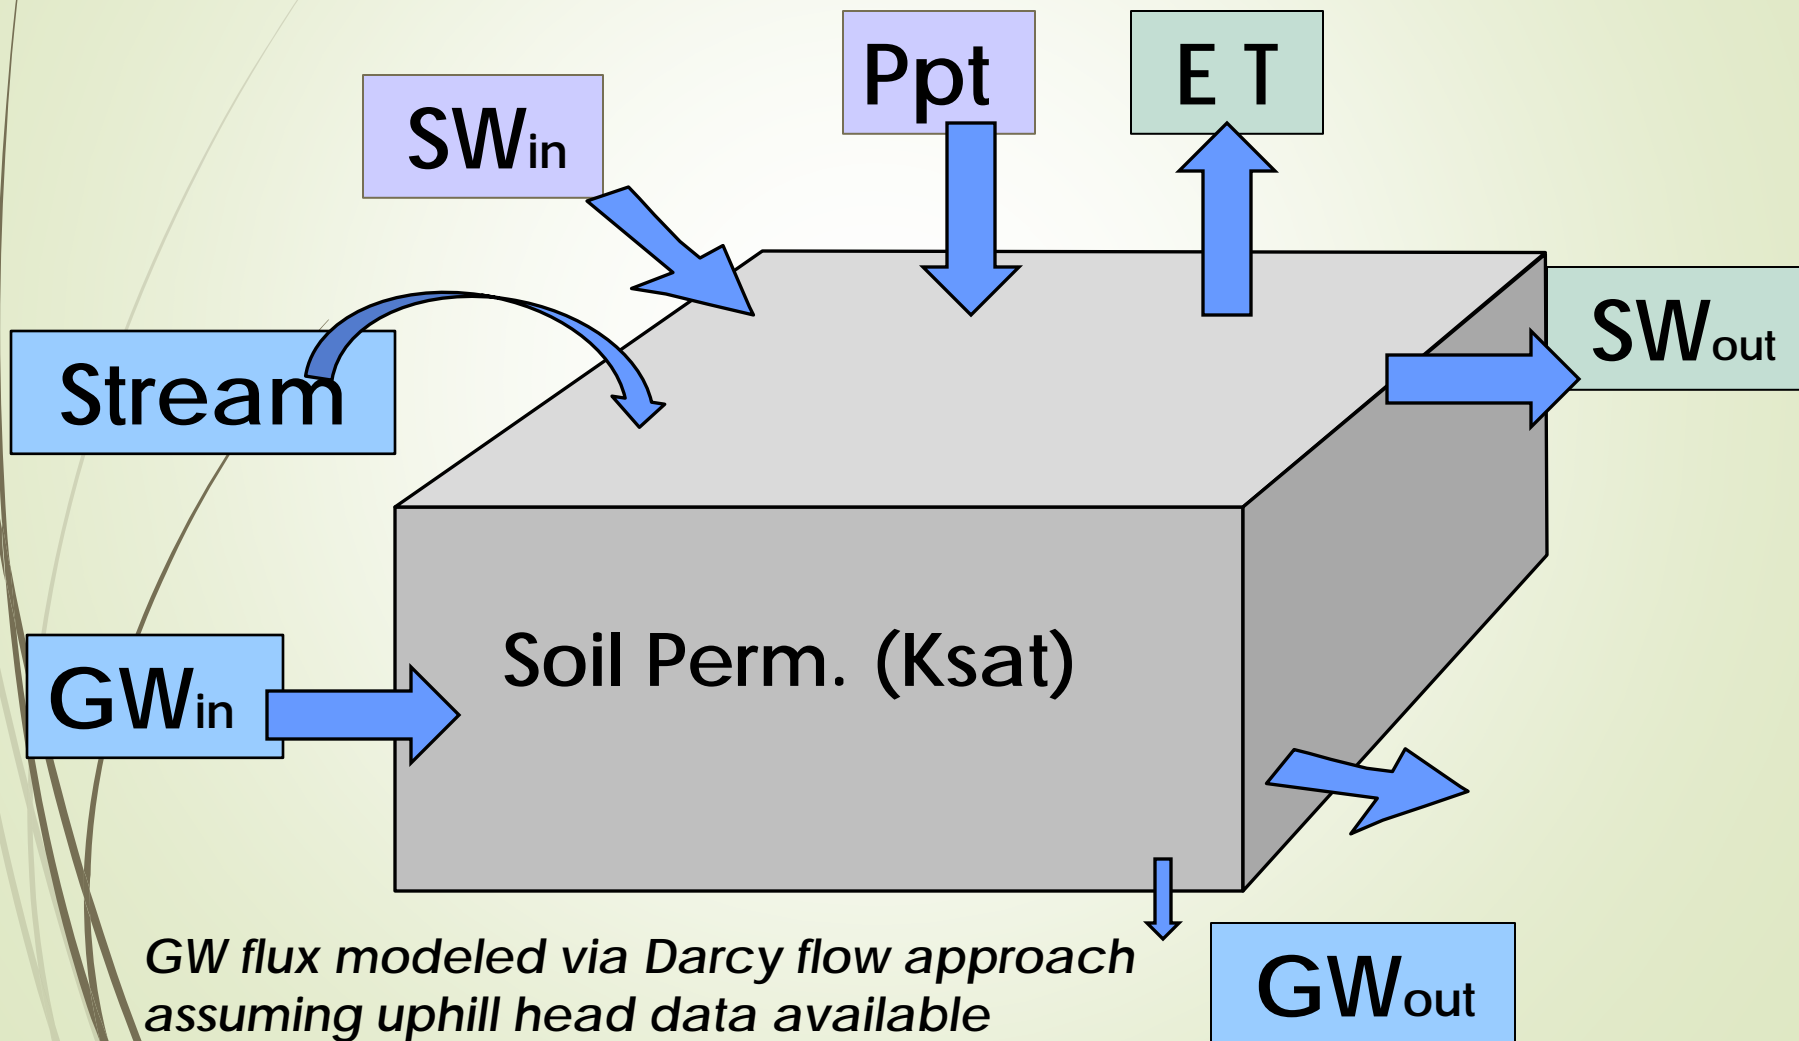 Ppt
E T
SWin
SWout
Stream
GWin
Soil Perm. (Ksat)
GW flux modeled via Darcy flow approach
assuming uphill head data available
GWout